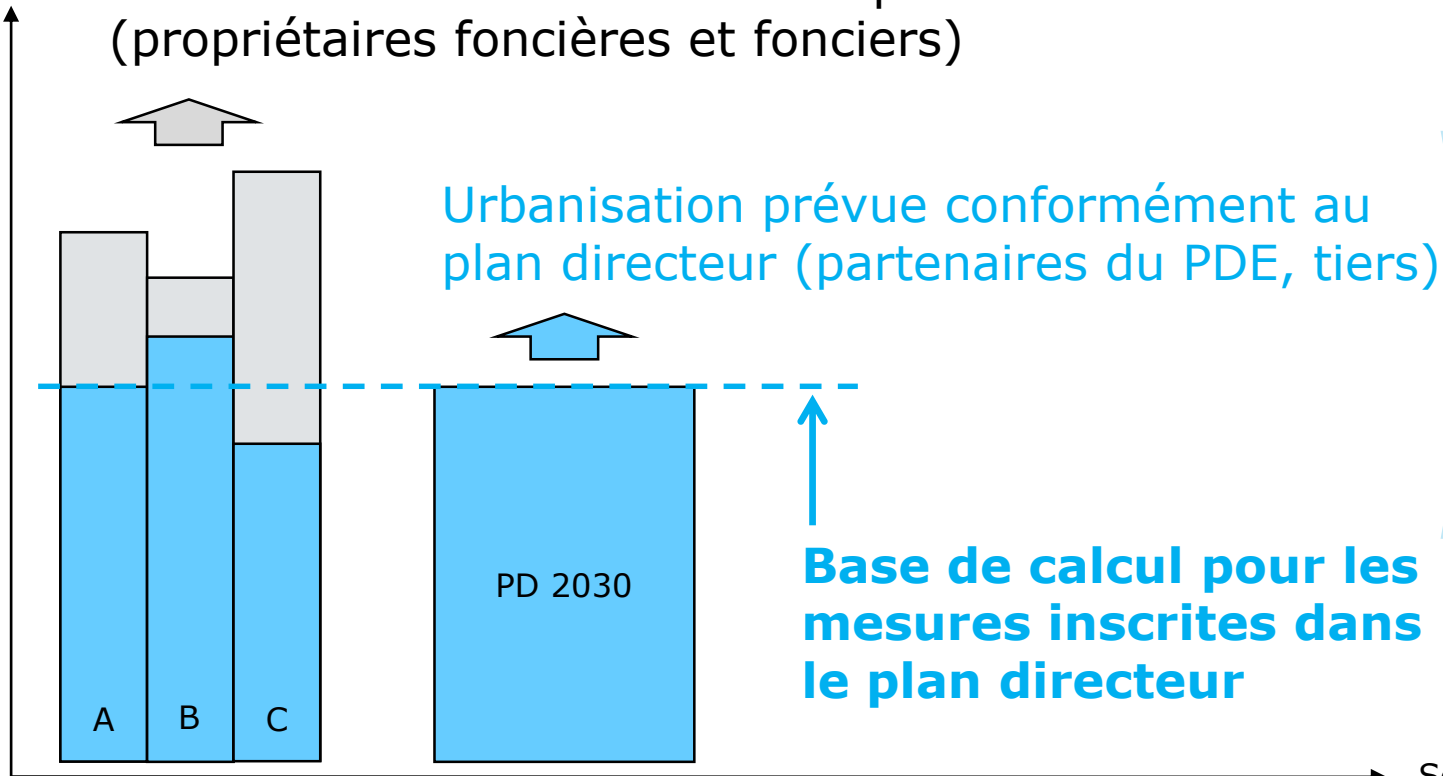 (propriétaires foncières et fonciers)
Urbanisation prévue conformément au
plan directeur (partenaires du PDE, tiers)
PD 2030
Base de calcul pour les
mesures inscrites dans
le plan directeur
A
B
C